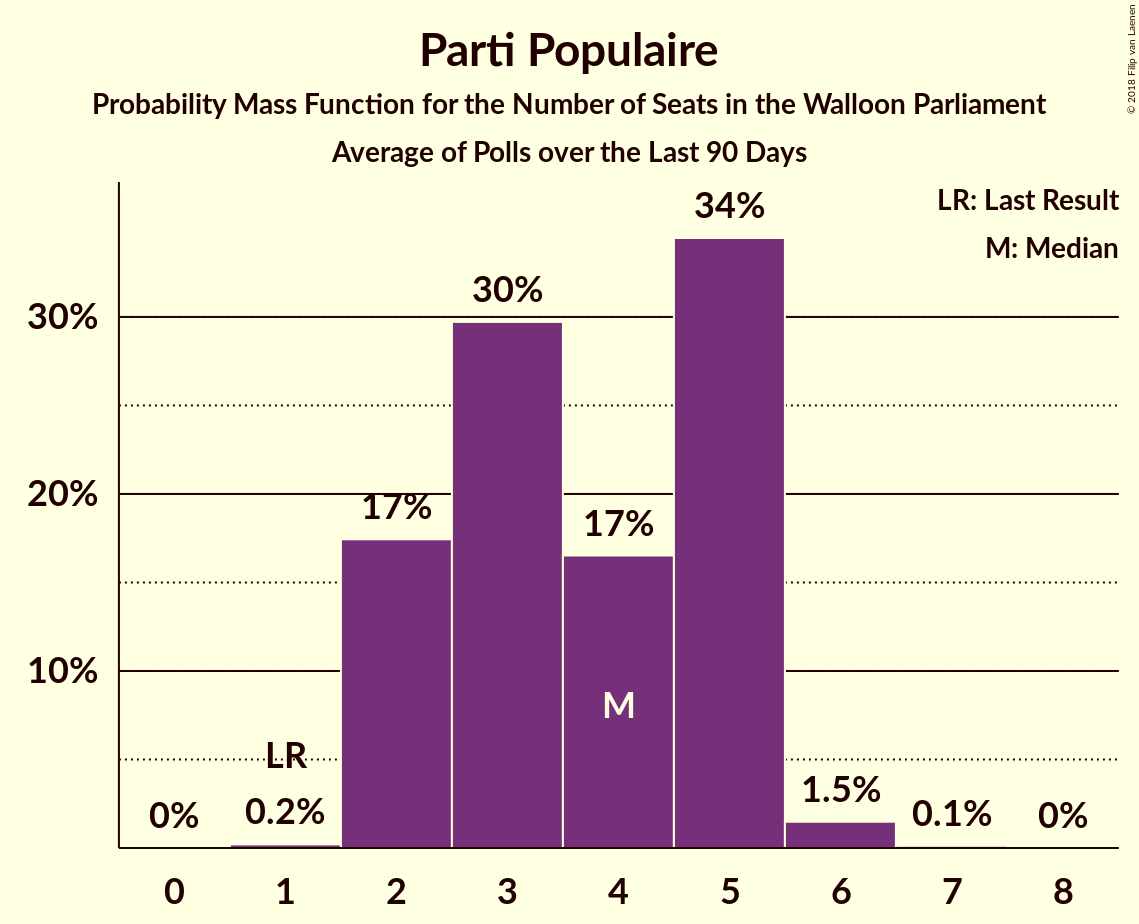 Parti Populaire
Probability Mass Function for the Number of Seats in the Walloon Parliament
Average of Polls over the Last 90 Days
© 2018 Filip van Laenen
LR: Last Result
M: Median
34%
30%
30%
20%
17%
17%
10%
M
LR
0%
0.2%
1.5%
0.1%
0%
0 1 2 3 4 5 6 7 8